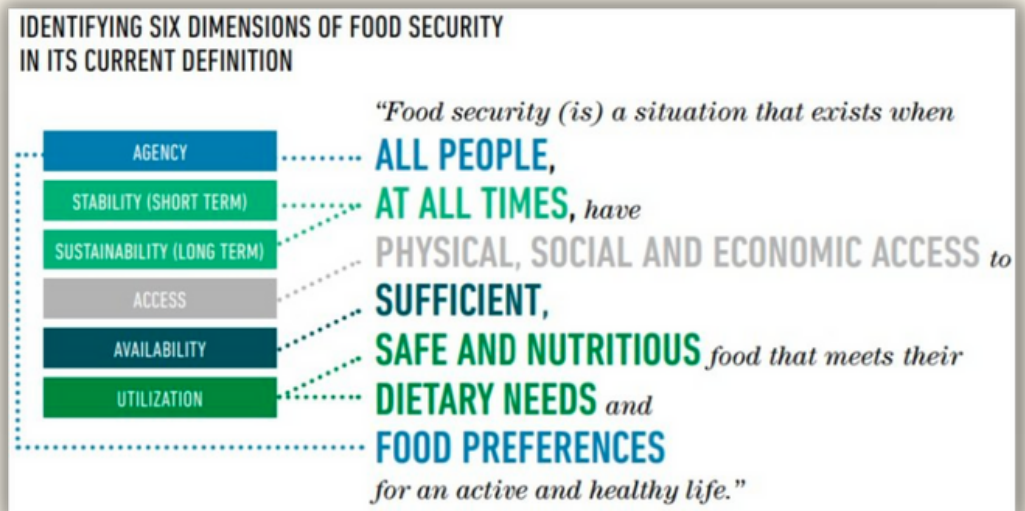 IDENTIFYING SIX DIMENSIONS OF FOOD SECURITY
IN ITS CURRENT DEFINITION
AGENCY
STABILITY (SHORT TERM)
SUSTAINABILITY (LONG TERM)
ACCESS
AVAILABILITY
UTILIZATION
"Food security (is) a situation that exists when
ALL PEOPLE,
AT ALL TIMES, have
PHYSICAL, SOCIAL AND ECONOMIC ACCESS to
SUFFICIENT,
SAFE AND NUTRITIOUS food that meets their
DIETARY NEEDS and
FOOD PREFERENCES
for an active and healthy life."